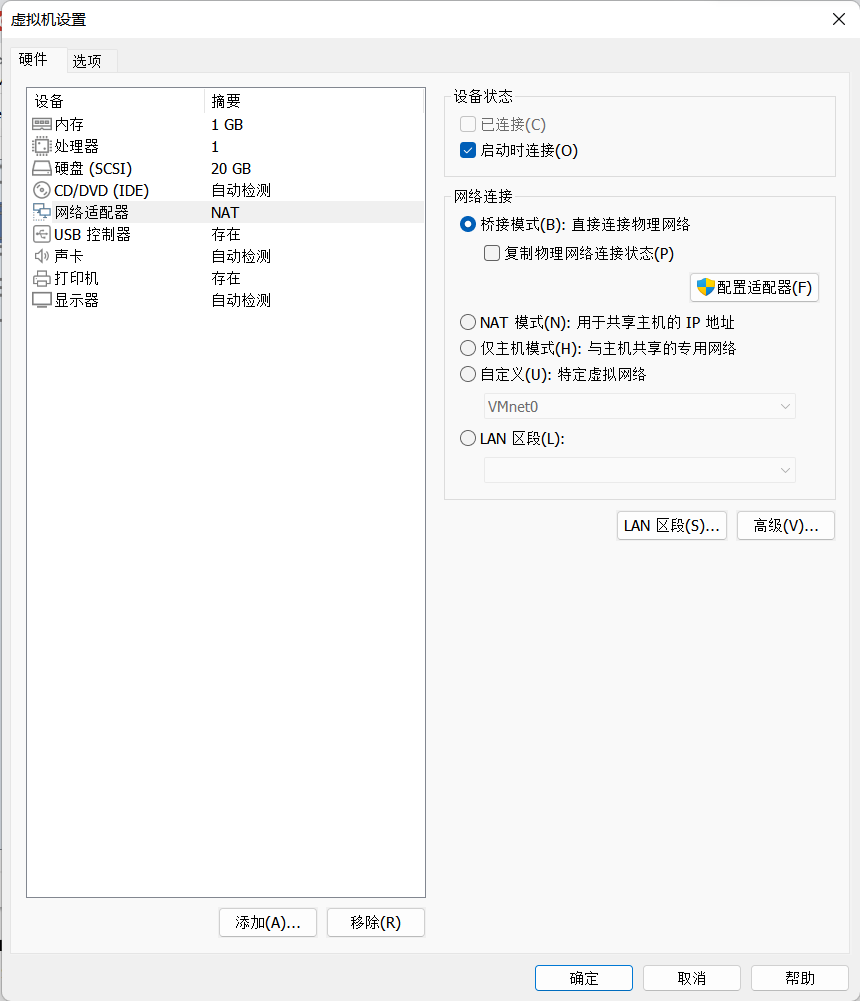 虚拟机设置
硬件 选项
设备 摘要
内存 1 GB
处理器 1
硬盘 (SCSI) 20 GB
CD/DVD (IDE) 自动检测
网络适配器 NAT
USB 控制器 存在
声卡 自动检测
打印机 存在
显示器 自动检测
添加(A)... 移除(R)
设备状态
已连接(C)
启动时连接(O)
网络连接
桥接模式(B): 直接连接物理网络
复制物理网络连接状态(P)
配置适配器(F)
NAT 模式(N): 用于共享主机的 IP 地址
仅主机模式(H): 与主机共享的专用网络
自定义(U): 特定虚拟网络
VMnet0
LAN 区段(L):
LAN 区段(S)... 高级(V)...
确定 取消 帮助